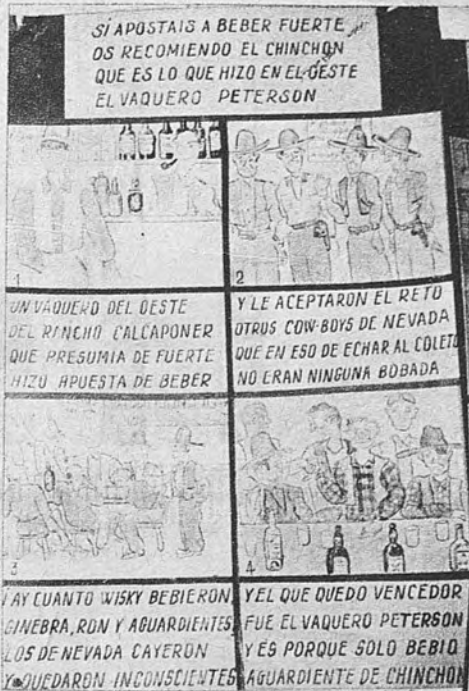 SÍ APOSTAIS A BEBER FUERTE
OS RECOMIENDO EL CHINCHON
QUE ES LO QUE HIZO EN EL OESTE
EL VAQUERO PETERSON
1
2
UN VAQUERO DEL OESTE
DEL RANCHO CALCAPONER
QUE PRESUMIA DE FUERTE
HIZO APUESTA DE BEBER
Y LE ACEPTARON EL RETO
OTROS COW-BOYS DE NEVADA
QUE EN ESO DE ECHAR AL COLETO
NO ERAN NINGUNA BOBADA
3
4
¡AY CUANTO WISKY BEBIERON
GINEBRA, RON Y AGUARDIENTES
LOS DE NEVADA CAYERON
Y QUEDARON INCONSCIENTES
Y EL QUE QUEDO VENCEDOR
FUE EL VAQUERO PETERSON
Y ES PORQUE SOLO BEBIO
AGUARDIENTE DE CHINCHON